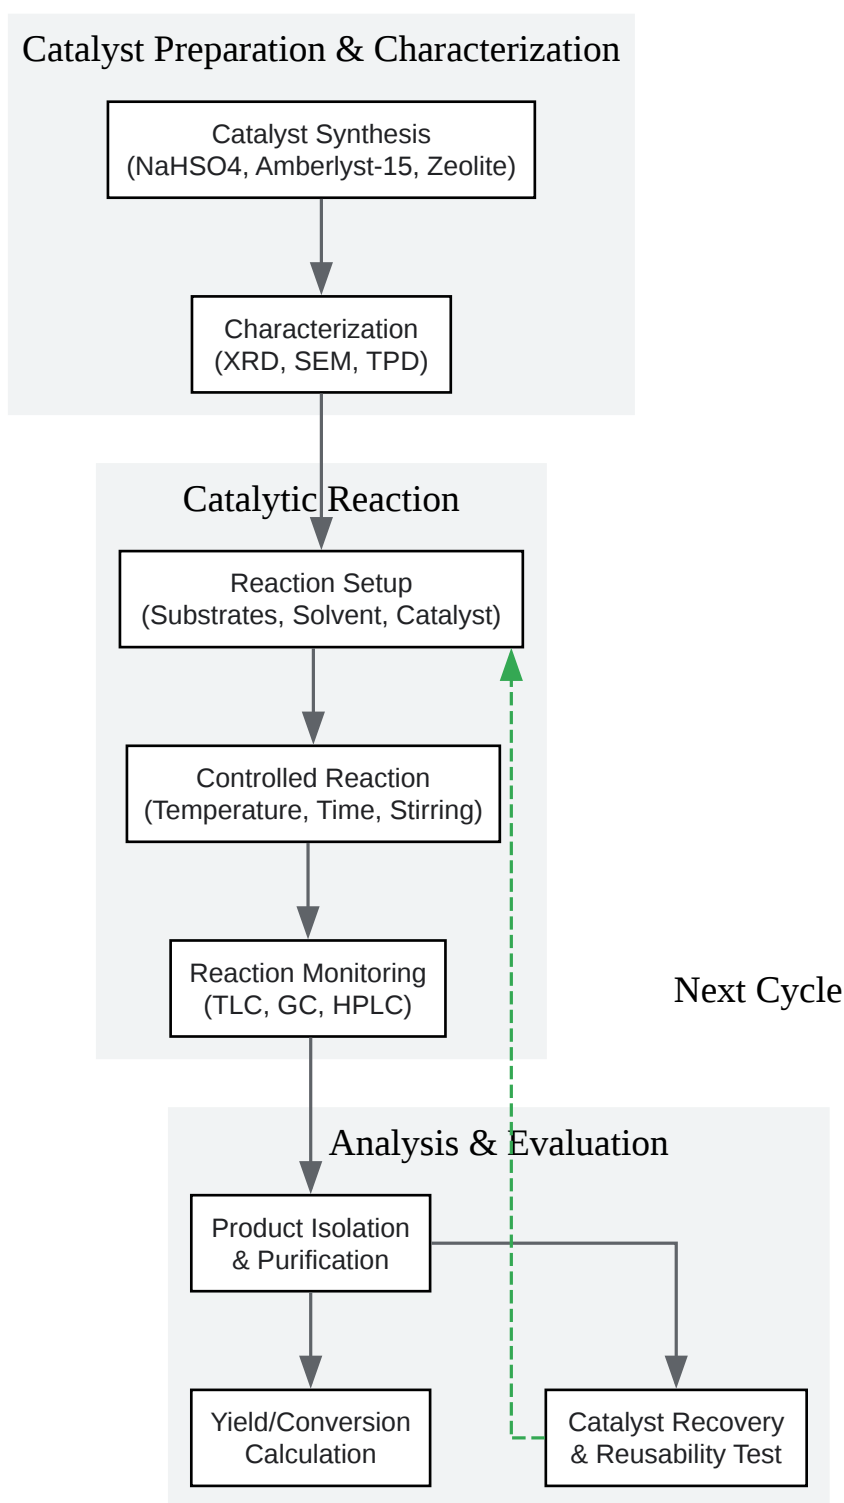 Catalyst Preparation & Characterization
Catalyst Synthesis
(NaHSO4, Amberlyst-15, Zeolite)
Characterization
(XRD, SEM, TPD)
Catalytic Reaction
Reaction Setup
(Substrates, Solvent, Catalyst)
Controlled Reaction
(Temperature, Time, Stirring)
Reaction Monitoring
(TLC, GC, HPLC)
Next Cycle
Analysis & Evaluation
Product Isolation
& Purification
Yield/Conversion
Calculation
Catalyst Recovery
& Reusability Test